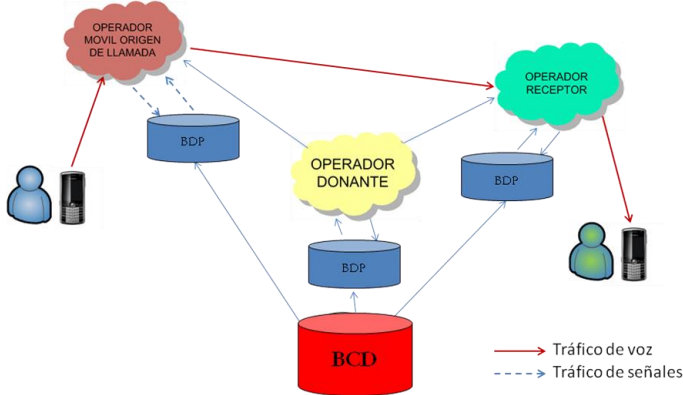 OPERADOR
MOVIL ORIGEN
DE LLAMADA
OPERADOR
RECEPTOR
BDP
OPERADOR
DONANTE
BDP
BDP
BCD
Tráfico de voz
Tráfico de señales